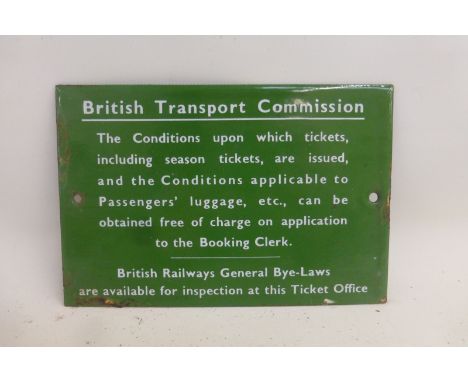 British Transport Commission
The Conditions upon which tickets,
including season tickets, are issued,
and the Conditions applicable to
Passengers' luggage, etc., can be
obtained free of charge on application
to the Booking Clerk.
British Railways General Bye-Laws
are available for inspection at this Ticket Office